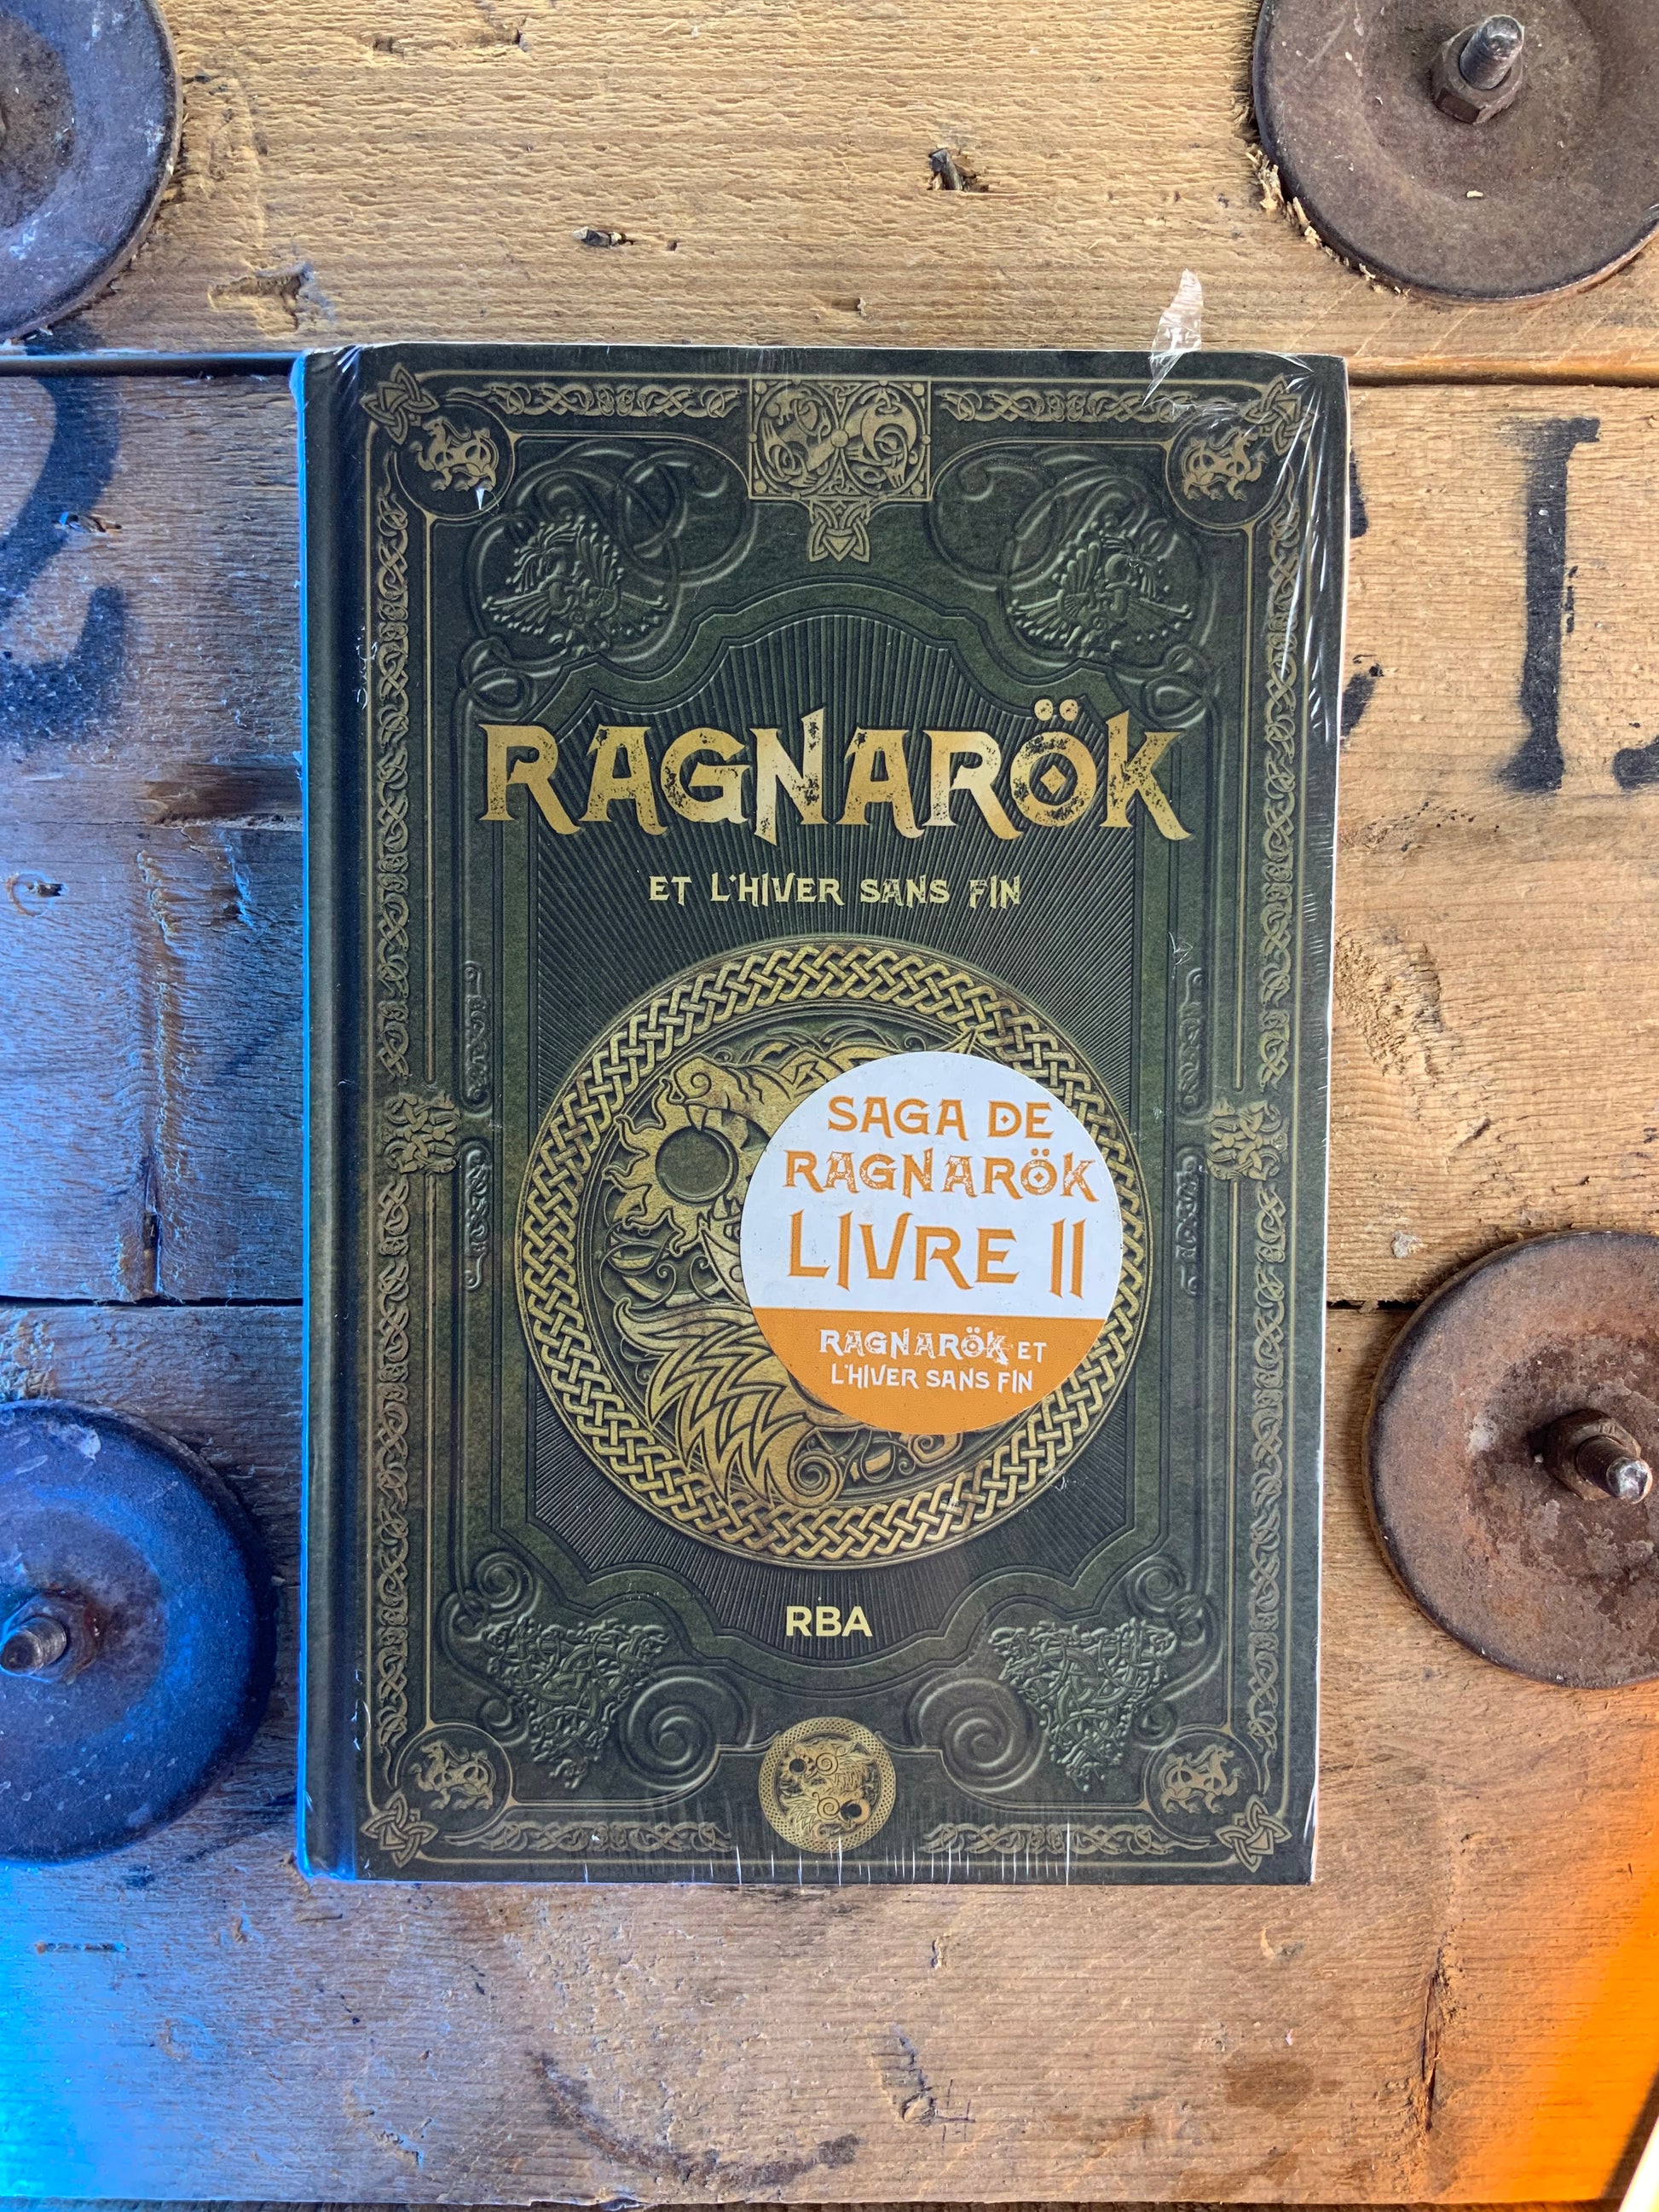 RAGNARÖK
ET L'HIVER SANS FIN
SAGA DE
RAGNARÖK
LIVRE II
RAGNARÖK ET
L'HIVER SANS FIN
RBA